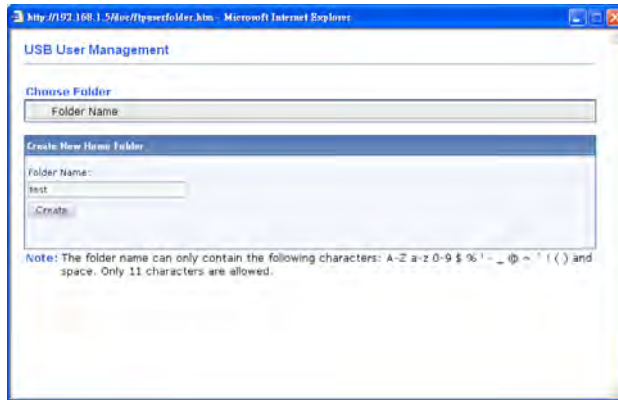 http://192.168.1.5/doc/ftpuserfolder.htm - Microsoft Internet Explorer
USB User Management
Choose Folder
Folder Name
Create New Home Folder
Folder Name:
test
Create
Note: The folder name can only contain the following characters: A-Z a-z 0-9 $ % ' - _ @ ~ ` ! ( ) and
space. Only 11 characters are allowed.